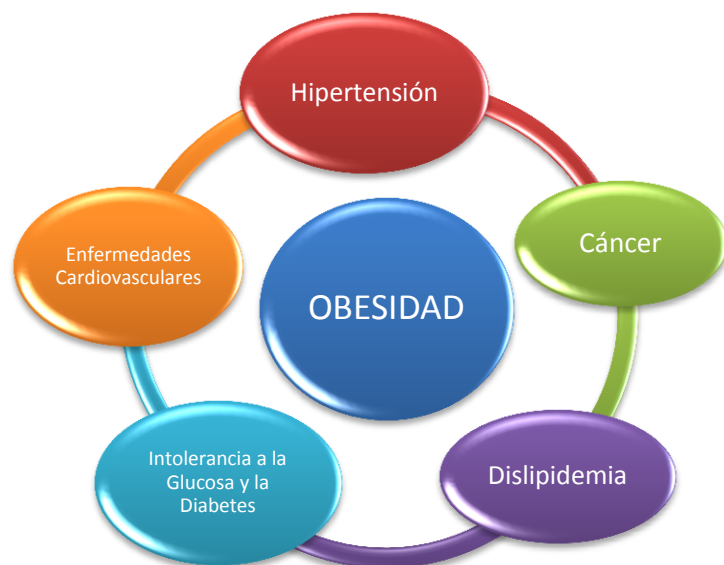 Hipertensión
Cáncer
Dislipidemia
Intolerancia a la
Glucosa y la
Diabetes
Enfermedades
Cardiovasculares
OBESIDAD